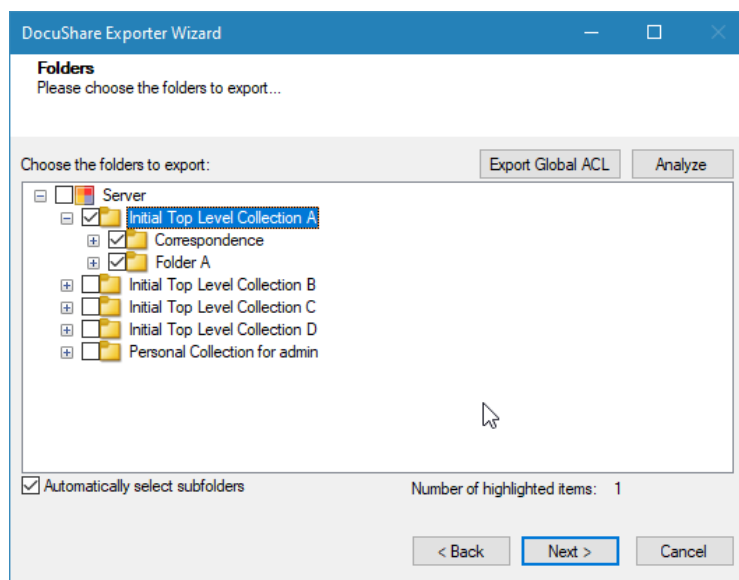 DocuShare Exporter Wizard
Folders
Please choose the folders to export...
Choose the folders to export: Export Global ACL Analyze
Server
Initial Top Level Collection A
Correspondence
Folder A
Initial Top Level Collection B
Initial Top Level Collection C
Initial Top Level Collection D
Personal Collection for admin
Automatically select subfolders Number of highlighted items: 1
< Back Next > Cancel